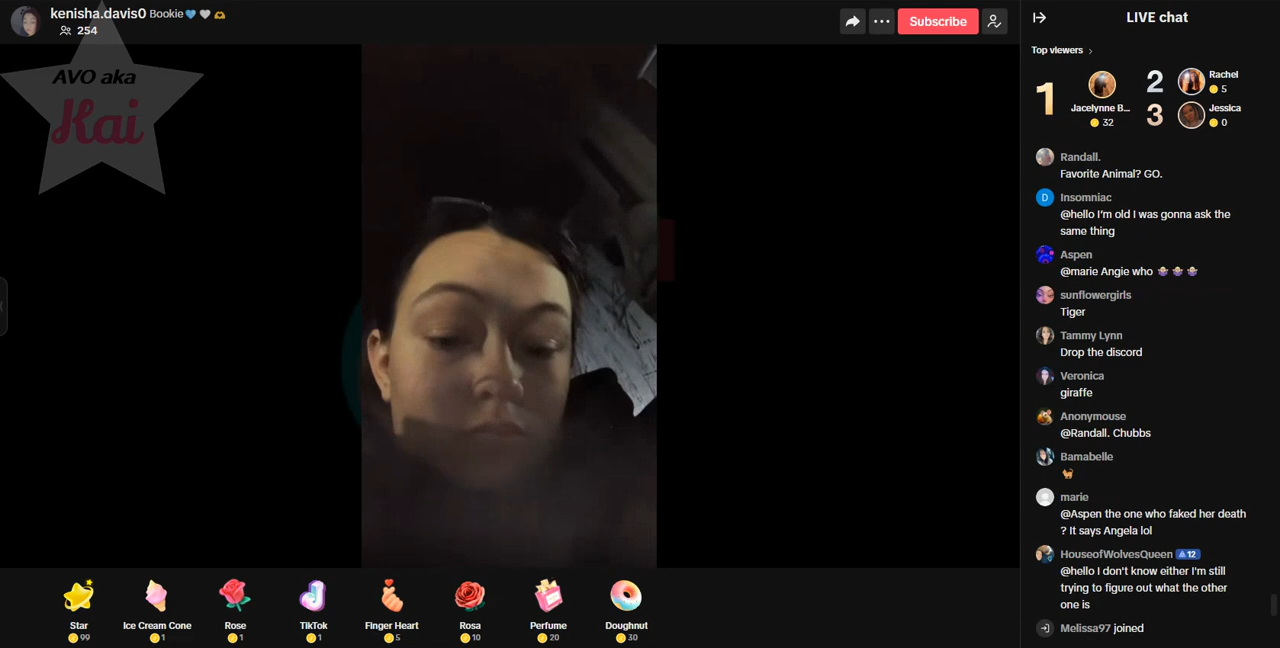 kenisha.davis0 Bookie💙🤍🫶
254
Subscribe
AVO aka
Kai
LIVE chat
Top viewers
1
Jacelynne B...
32
2
Rachel
5
3
Jessica
0
Randall.
Favorite Animal? GO.
D
Insomniac
@hello I'm old I was gonna ask the
same thing
Aspen
@marie Angie who 🤷🏼‍♀️🤷🏼‍♀️🤷🏼‍♀️
sunflowergirls
Tiger
Tammy Lynn
Drop the discord
Veronica
giraffe
Anonymouse
@Randall. Chubbs
Bamabelle
🐈
marie
@Aspen the one who faked her death
? It says Angela lol
HouseofWolvesQueen 12
@hello I don't know either I'm still
trying to figure out what the other
one is
Melissa97 joined
Star
99
Ice Cream Cone
1
Rose
1
TikTok
1
Finger Heart
5
Rosa
10
Perfume
20
Doughnut
30